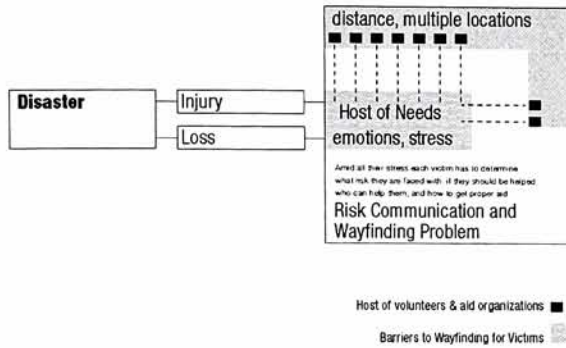 distance, multiple locations
Disaster
Injury
Loss
Host of Needs
emotions, stress
Amid all their stress each victim has to determine
what risk they are faced with if they should be helped
who can help them, and how to get proper aid
Risk Communication and
Wayfinding Problem
Host of volunteers & aid organizations
Barriers to Wayfinding for Victims